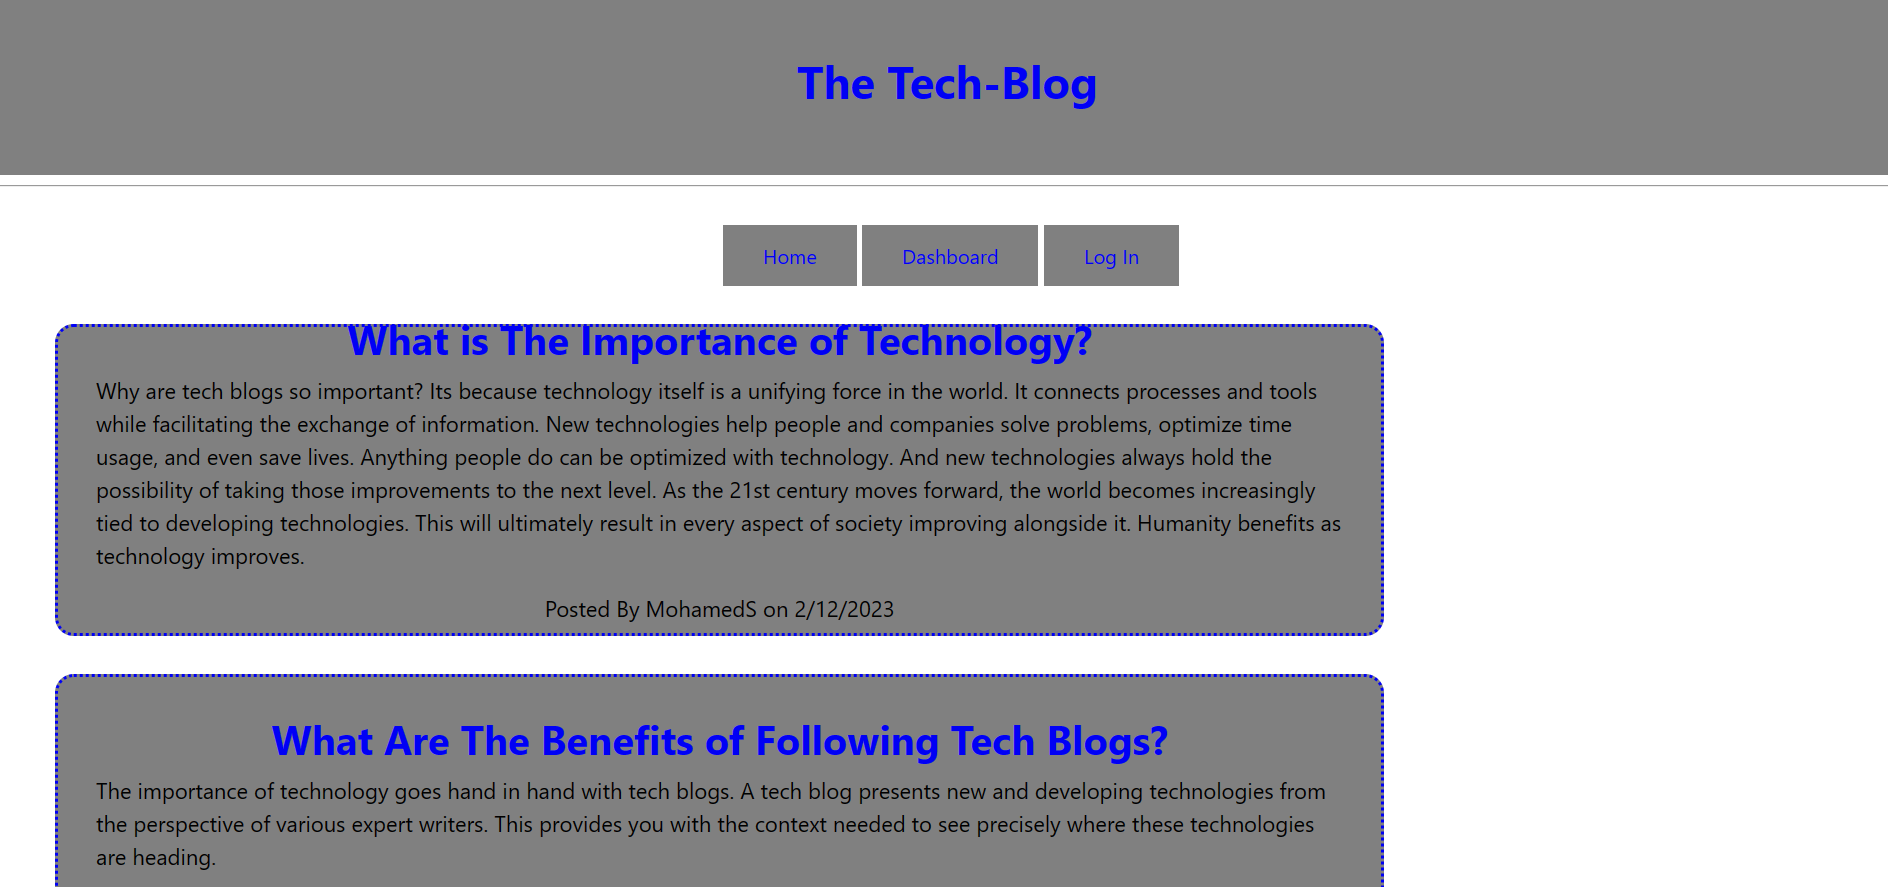 The Tech-Blog
Home Dashboard Log In
What is The Importance of Technology?
Why are tech blogs so important? Its because technology itself is a unifying force in the world. It connects processes and tools
while facilitating the exchange of information. New technologies help people and companies solve problems, optimize time
usage, and even save lives. Anything people do can be optimized with technology. And new technologies always hold the
possibility of taking those improvements to the next level. As the 21st century moves forward, the world becomes increasingly
tied to developing technologies. This will ultimately result in every aspect of society improving alongside it. Humanity benefits as
technology improves.
Posted By MohamedS on 2/12/2023
What Are The Benefits of Following Tech Blogs?
The importance of technology goes hand in hand with tech blogs. A tech blog presents new and developing technologies from
the perspective of various expert writers. This provides you with the context needed to see precisely where these technologies
are heading.